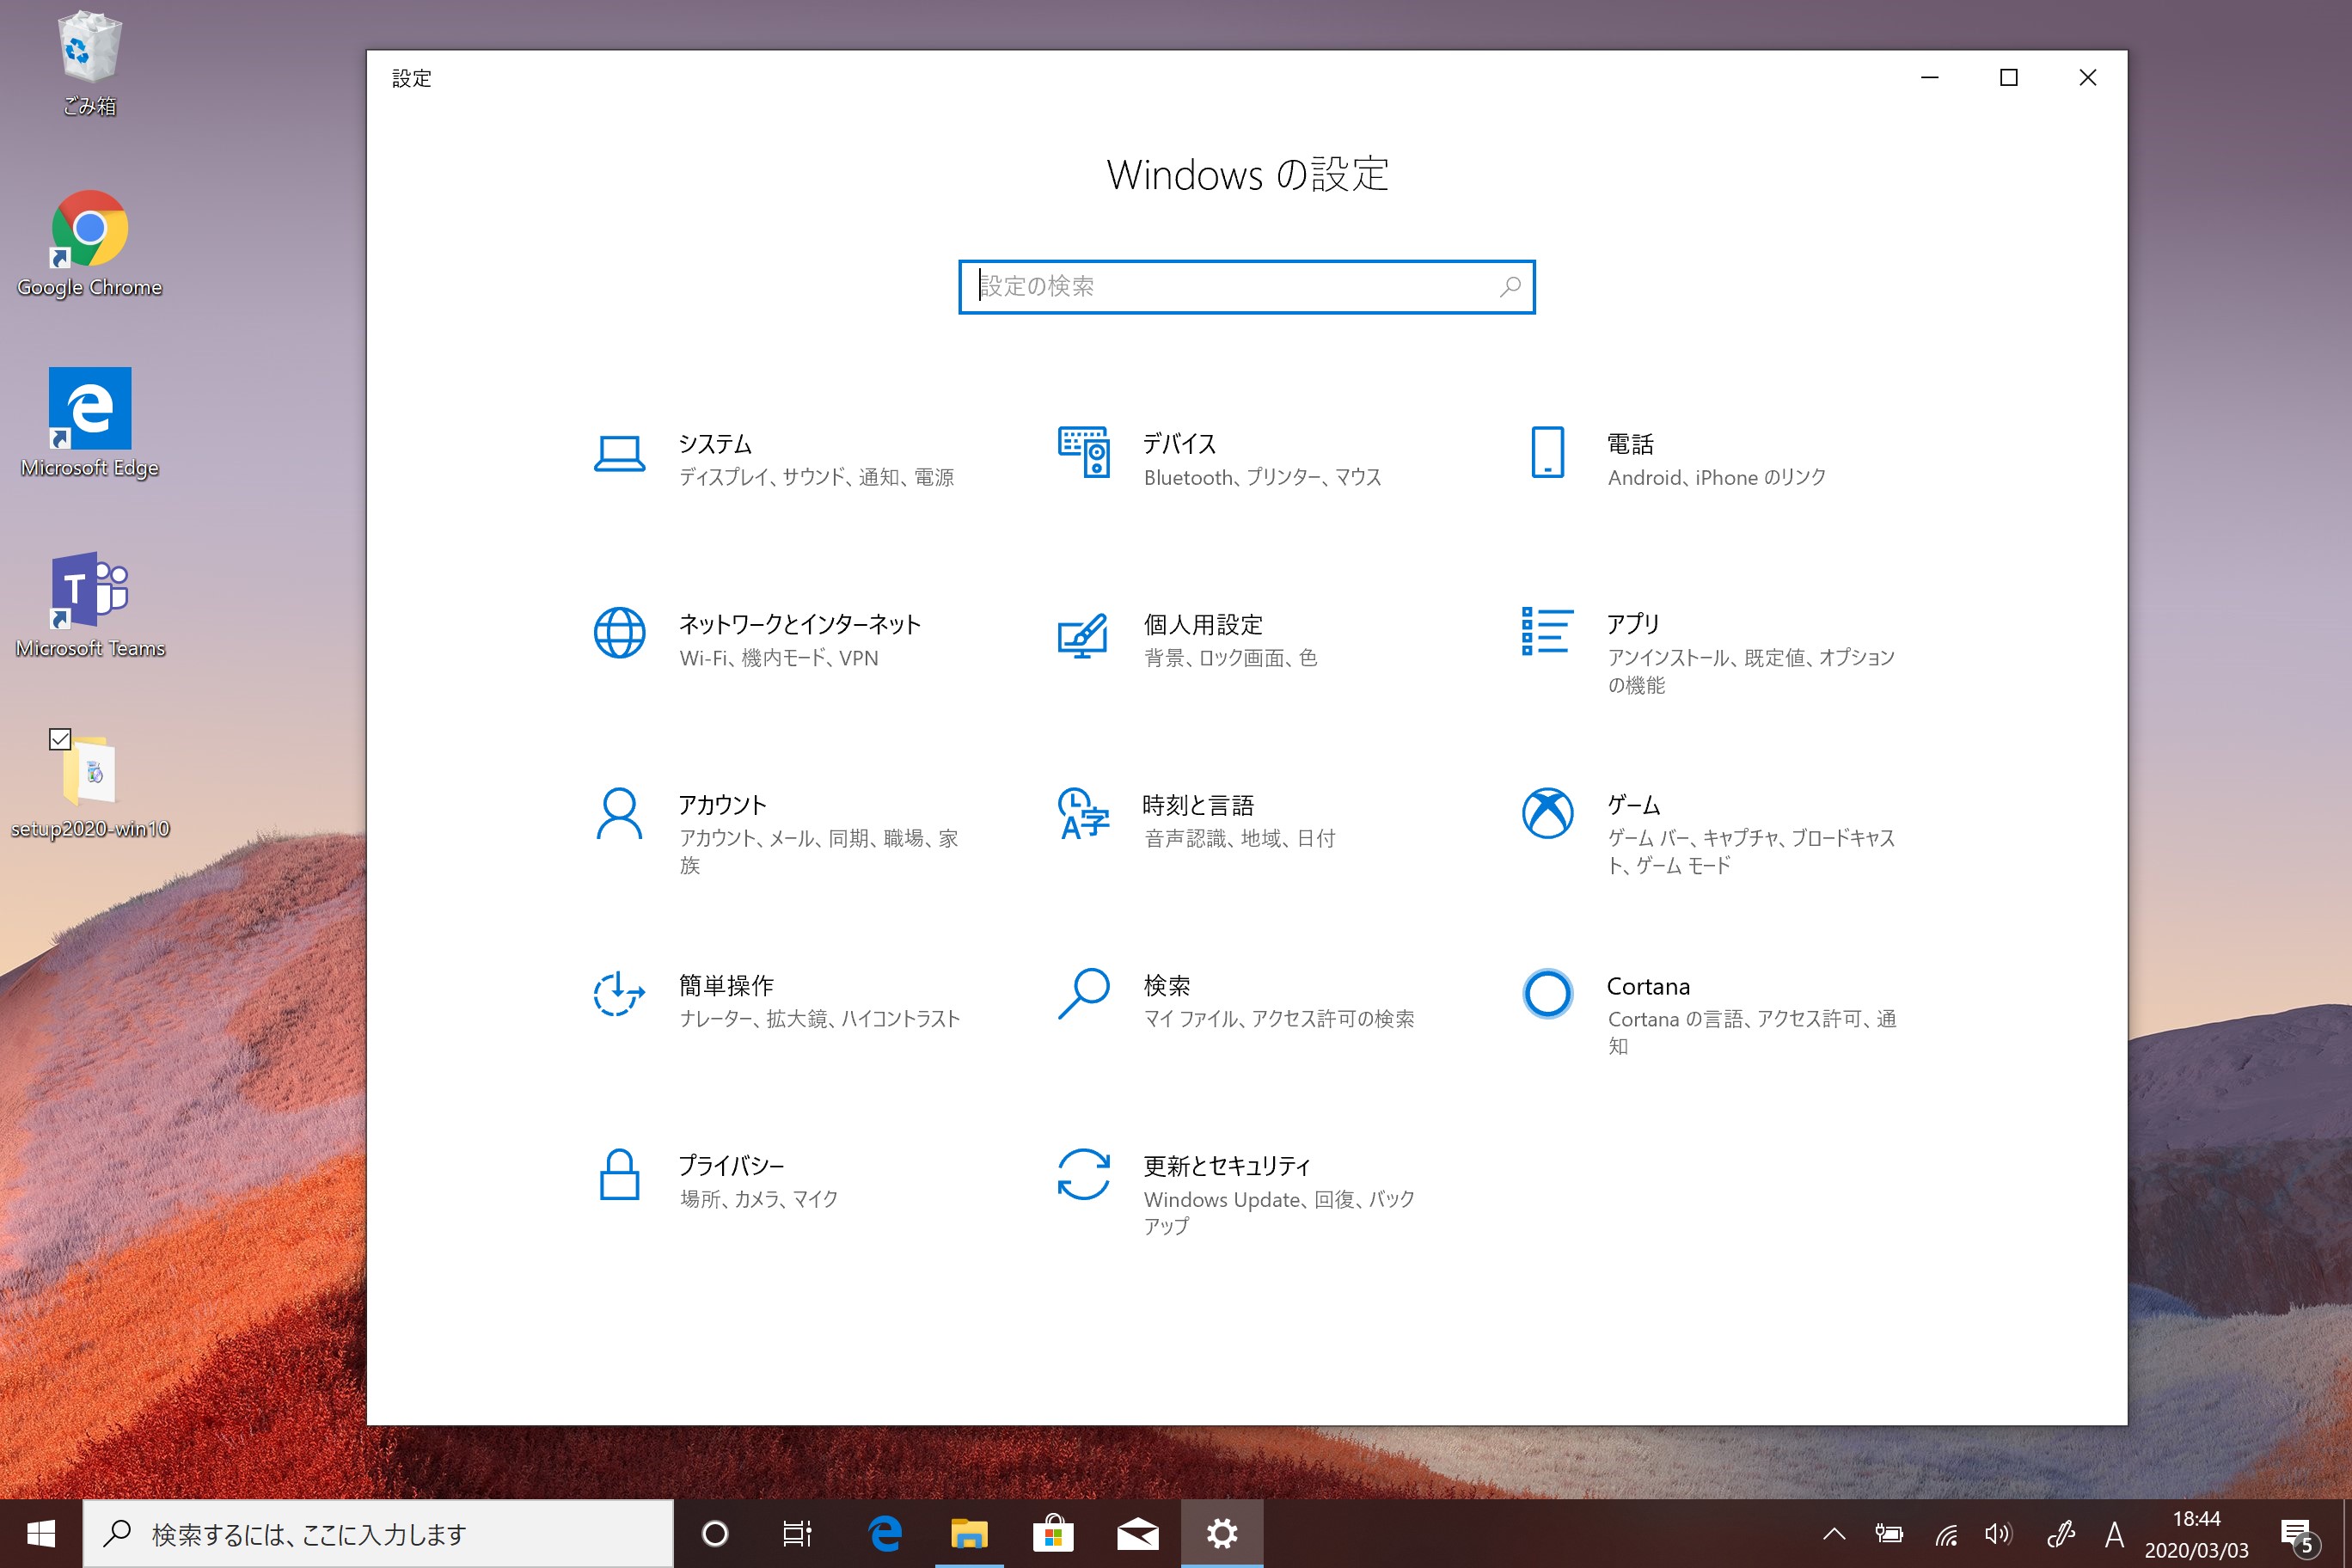 ごみ箱
Google Chrome
Microsoft Edge
Microsoft Teams
setup2020-win10
設定
Windows の設定
設定の検索
システム
ディスプレイ、サウンド、通知、電源
デバイス
Bluetooth、プリンター、マウス
電話
Android、iPhone のリンク
ネットワークとインターネット
Wi-Fi、機内モード、VPN
個人用設定
背景、ロック画面、色
アプリ
アンインストール、既定値、オプション
の機能
アカウント
アカウント、メール、同期、職場、家
族
時刻と言語
音声認識、地域、日付
ゲーム
ゲーム バー、キャプチャ、ブロードキャス
ト、ゲーム モード
簡単操作
ナレーター、拡大鏡、ハイコントラスト
検索
マイ ファイル、アクセス許可の検索
Cortana
Cortana の言語、アクセス許可、通
知
プライバシー
場所、カメラ、マイク
更新とセキュリティ
Windows Update、回復、バック
アップ
検索するには、ここに入力します
A
18:44
2020/03/03
5